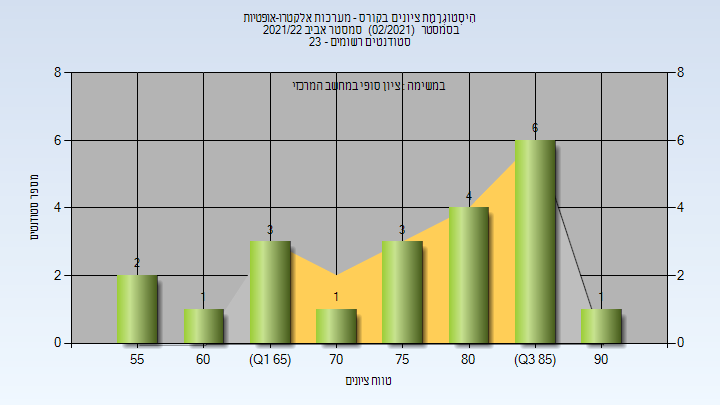 היסטוגרמת ציונים בקורס - מערכות אלקטרו-אופטיות
בסמסטר (02/2021) סמסטר אביב 2021/22
סטודנטים רשומים - 23
במשימה : ציון סופי במחשב המרכזי
8 8
6 6
4 4
2 2
0 0
מספר סטודנטים
2 1 3 1 3 4 6 1
55 60 (Q1 65) 70 75 80 (Q3 85) 90
טווח ציונים